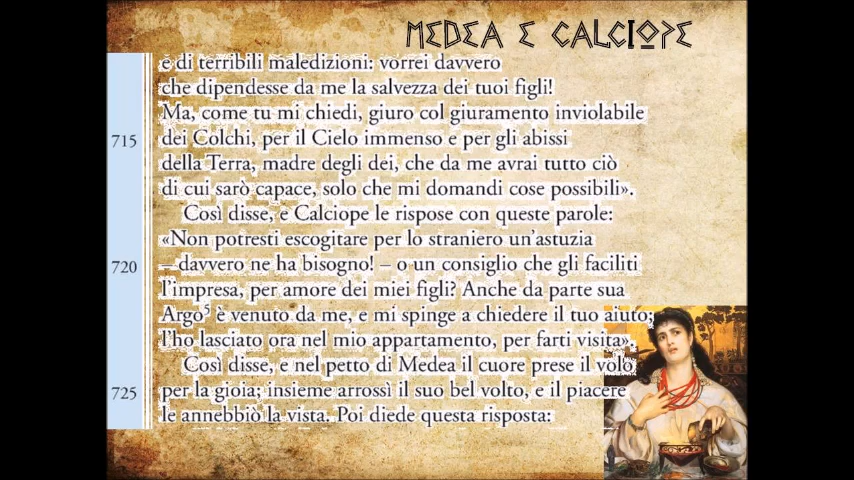 MEDEA E CALCIOPE
e di terribili maledizioni: vorrei davvero
che dipendesse da me la salvezza dei tuoi figli!
Ma, come tu mi chiedi, giuro col giuramento inviolabile
715 dei Colchi, per il Cielo immenso e per gli abissi
della Terra, madre degli dei, che da me avrai tutto ciò
di cui sarò capace, solo che mi domandi cose possibili».
Così disse, e Calciope le rispose con queste parole:
«Non potresti escogitare per lo straniero un'astuzia
720 – davvero ne ha bisogno! – o un consiglio che gli faciliti
l'impresa, per amore dei miei figli? Anche da parte sua
Argo⁵ è venuto da me, e mi spinge a chiedere il tuo aiuto;
l'ho lasciato ora nel mio appartamento, per farti visita».
Così disse, e nel petto di Medea il cuore prese il volo
725 per la gioia; insieme arrossì il suo bel volto, e il piacere
le annebbiò la vista. Poi diede questa risposta: